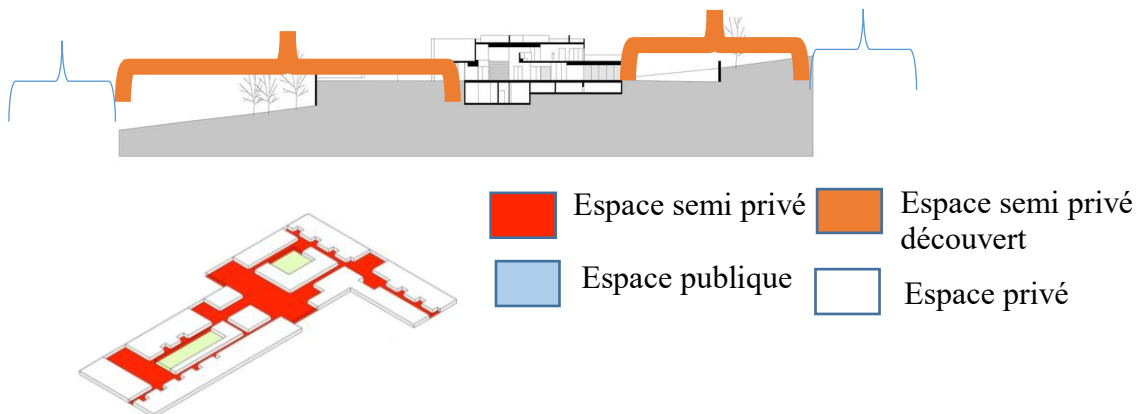 Espace semi privé
Espace semi privé
découvert
Espace publique
Espace privé